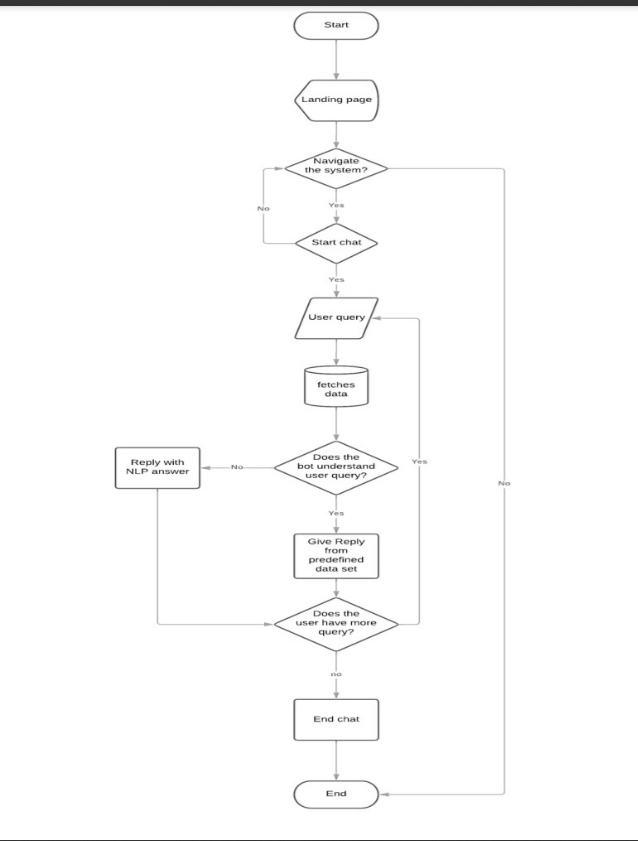 Start
Landing page
Navigate
the system?
No
Yes
Start chat
Yes
User query
fetches
data
Does the
bot understand
user query?
Reply with
NLP answer
No
Yes
No
Yes
Give Reply
from
predefined
data set
Does the
user have more
query?
no
End chat
End